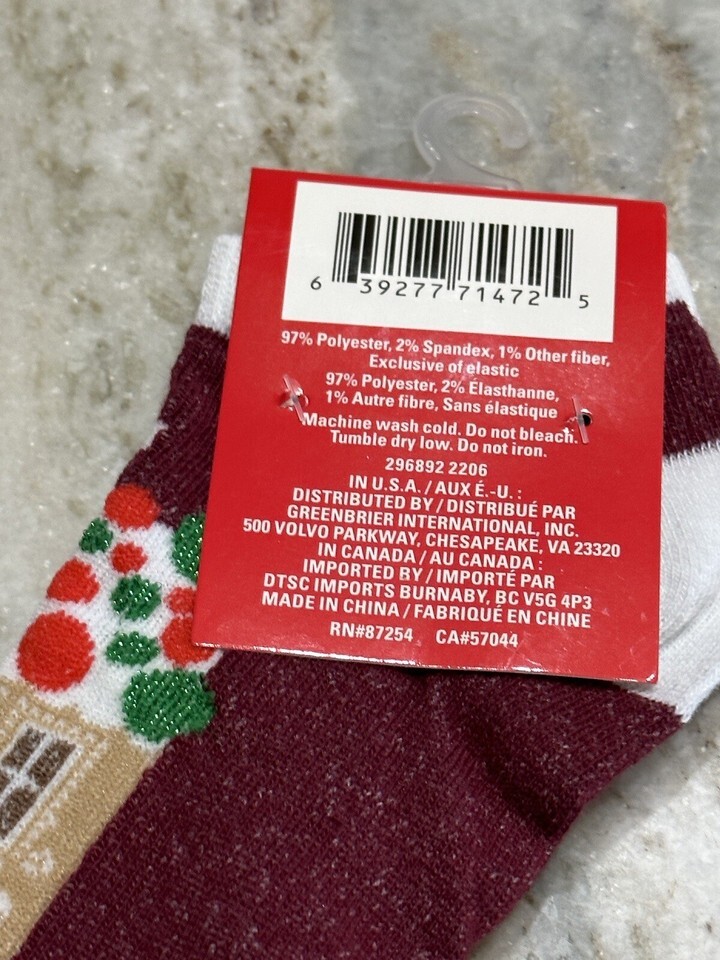 6 39277 71472 5
97% Polyester, 2% Spandex, 1% Other fiber,
Exclusive of elastic
97% Polyester, 2% Élasthanne,
1% Autre fibre, Sans élastique
Machine wash cold. Do not bleach.
Tumble dry low. Do not iron.
296892 2206
IN U.S.A. / AUX É.-U. :
DISTRIBUTED BY / DISTRIBUÉ PAR
GREENBRIER INTERNATIONAL, INC.
500 VOLVO PARKWAY, CHESAPEAKE, VA 23320
IN CANADA / AU CANADA :
IMPORTED BY / IMPORTÉ PAR
DTSC IMPORTS BURNABY, BC V5G 4P3
MADE IN CHINA / FABRIQUÉ EN CHINE
RN#87254 CA#57044